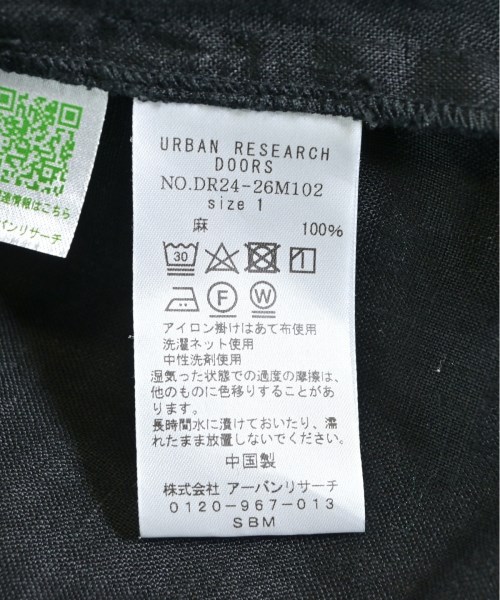 URBAN RESEARCH
DOORS
NO.DR24-26M102
size 1
麻 100%
30
F W
アイロン掛けはあて布使用
洗濯ネット使用
中性洗剤使用
湿気った状態での過度の摩擦は、
他のものに色移りすることがあ
ります。
長時間水に漬けておいたり、濡
れたまま放置しないでください。
中国製
株式会社 アーバンリサーチ
0120-967-013
SBM
情報はこちら
バンリサーチ